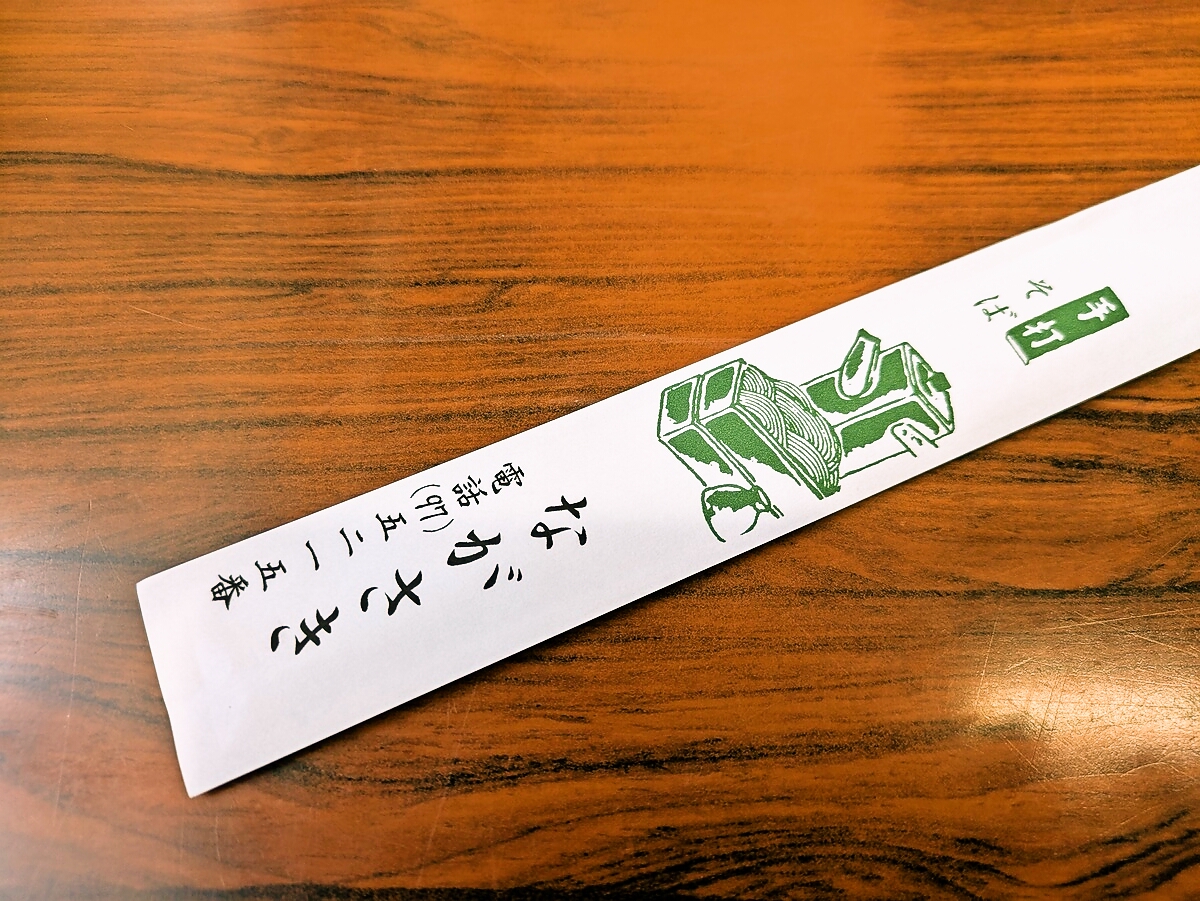 手打
そば
ながさき
電話(97)五二一五番